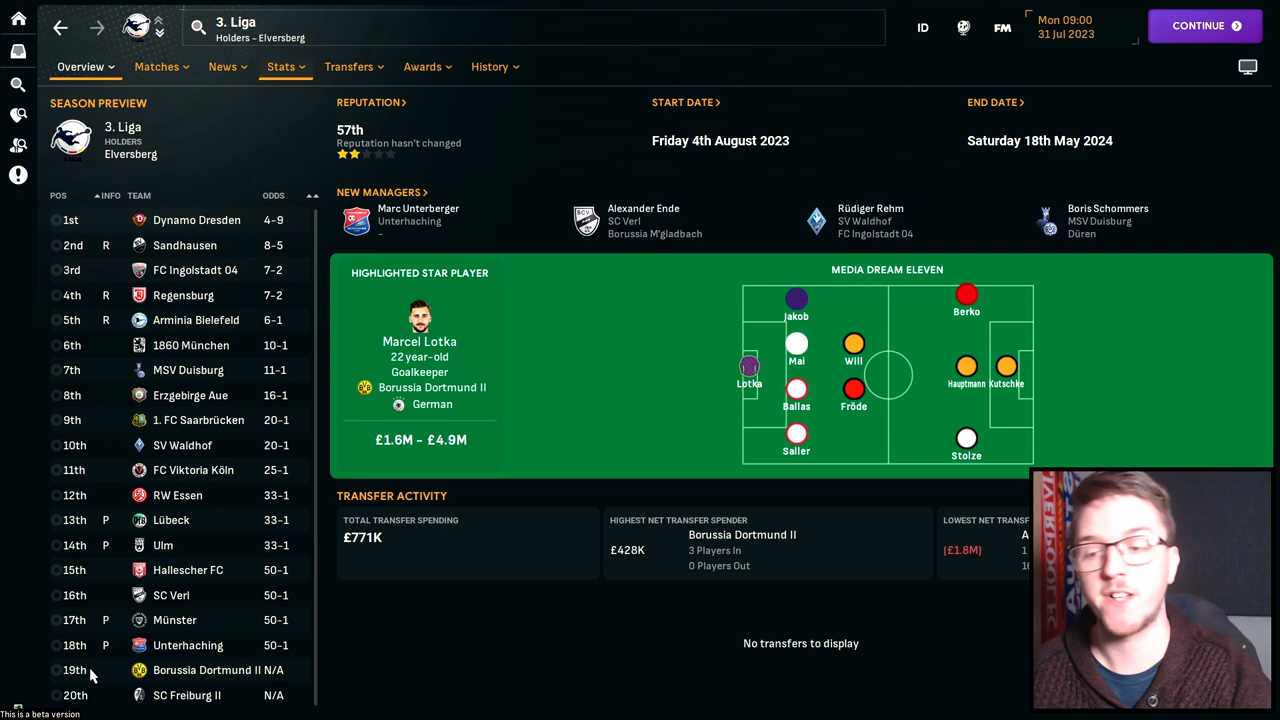 3. Liga
Holders - Elversberg
ID
FM
Mon 09:00
31 Jul 2023
CONTINUE
Overview
Matches
News
Stats
Transfers
Awards
History
SEASON PREVIEW
3. Liga
HOLDERS
Elversberg
REPUTATION
57th
Reputation hasn't changed
START DATE
Friday 4th August 2023
END DATE
Saturday 18th May 2024
NEW MANAGERS
Marc Unterberger
Unterhaching
-
Alexander Ende
SC Verl
Borussia M'gladbach
Rüdiger Rehm
SV Waldhof
FC Ingolstadt 04
Boris Schommers
MSV Duisburg
Düren
POS INFO TEAM ODDS
1st Dynamo Dresden 4-9
2nd R Sandhausen 8-5
3rd FC Ingolstadt 04 7-2
4th R Regensburg 7-2
5th R Arminia Bielefeld 6-1
6th 1860 München 10-1
7th MSV Duisburg 11-1
8th Erzgebirge Aue 16-1
9th 1. FC Saarbrücken 20-1
10th SV Waldhof 20-1
11th FC Viktoria Köln 25-1
12th RW Essen 33-1
13th P Lübeck 33-1
14th P Ulm 33-1
15th Hallescher FC 50-1
16th SC Verl 50-1
17th P Münster 50-1
18th P Unterhaching 50-1
19th Borussia Dortmund II N/A
20th SC Freiburg II N/A
HIGHLIGHTED STAR PLAYER
Marcel Lotka
22 year-old
Goalkeeper
Borussia Dortmund II
German
£1.6M - £4.9M
MEDIA DREAM ELEVEN
Jakob
Berko
Mai
Will
Lotka
Hauptmann
Kutschke
Ballas
Fröde
Saller
Stolze
TRANSFER ACTIVITY
TOTAL TRANSFER SPENDING
£771K
HIGHEST NET TRANSFER SPENDER
£428K
Borussia Dortmund II
3 Players In
0 Players Out
LOWEST NET TRANSF
(£1.8M)
A
1
16
No transfers to display
This is a beta version